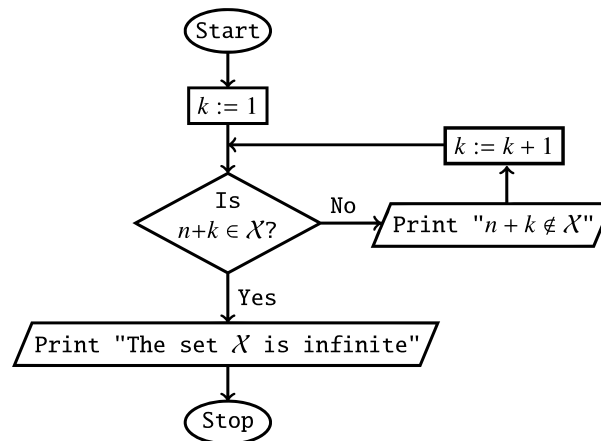 Start
k := 1
k := k + 1
Is
n+k ∈ 𝒳?
No
Print "n + k ∉ 𝒳"
Yes
Print "The set 𝒳 is infinite"
Stop